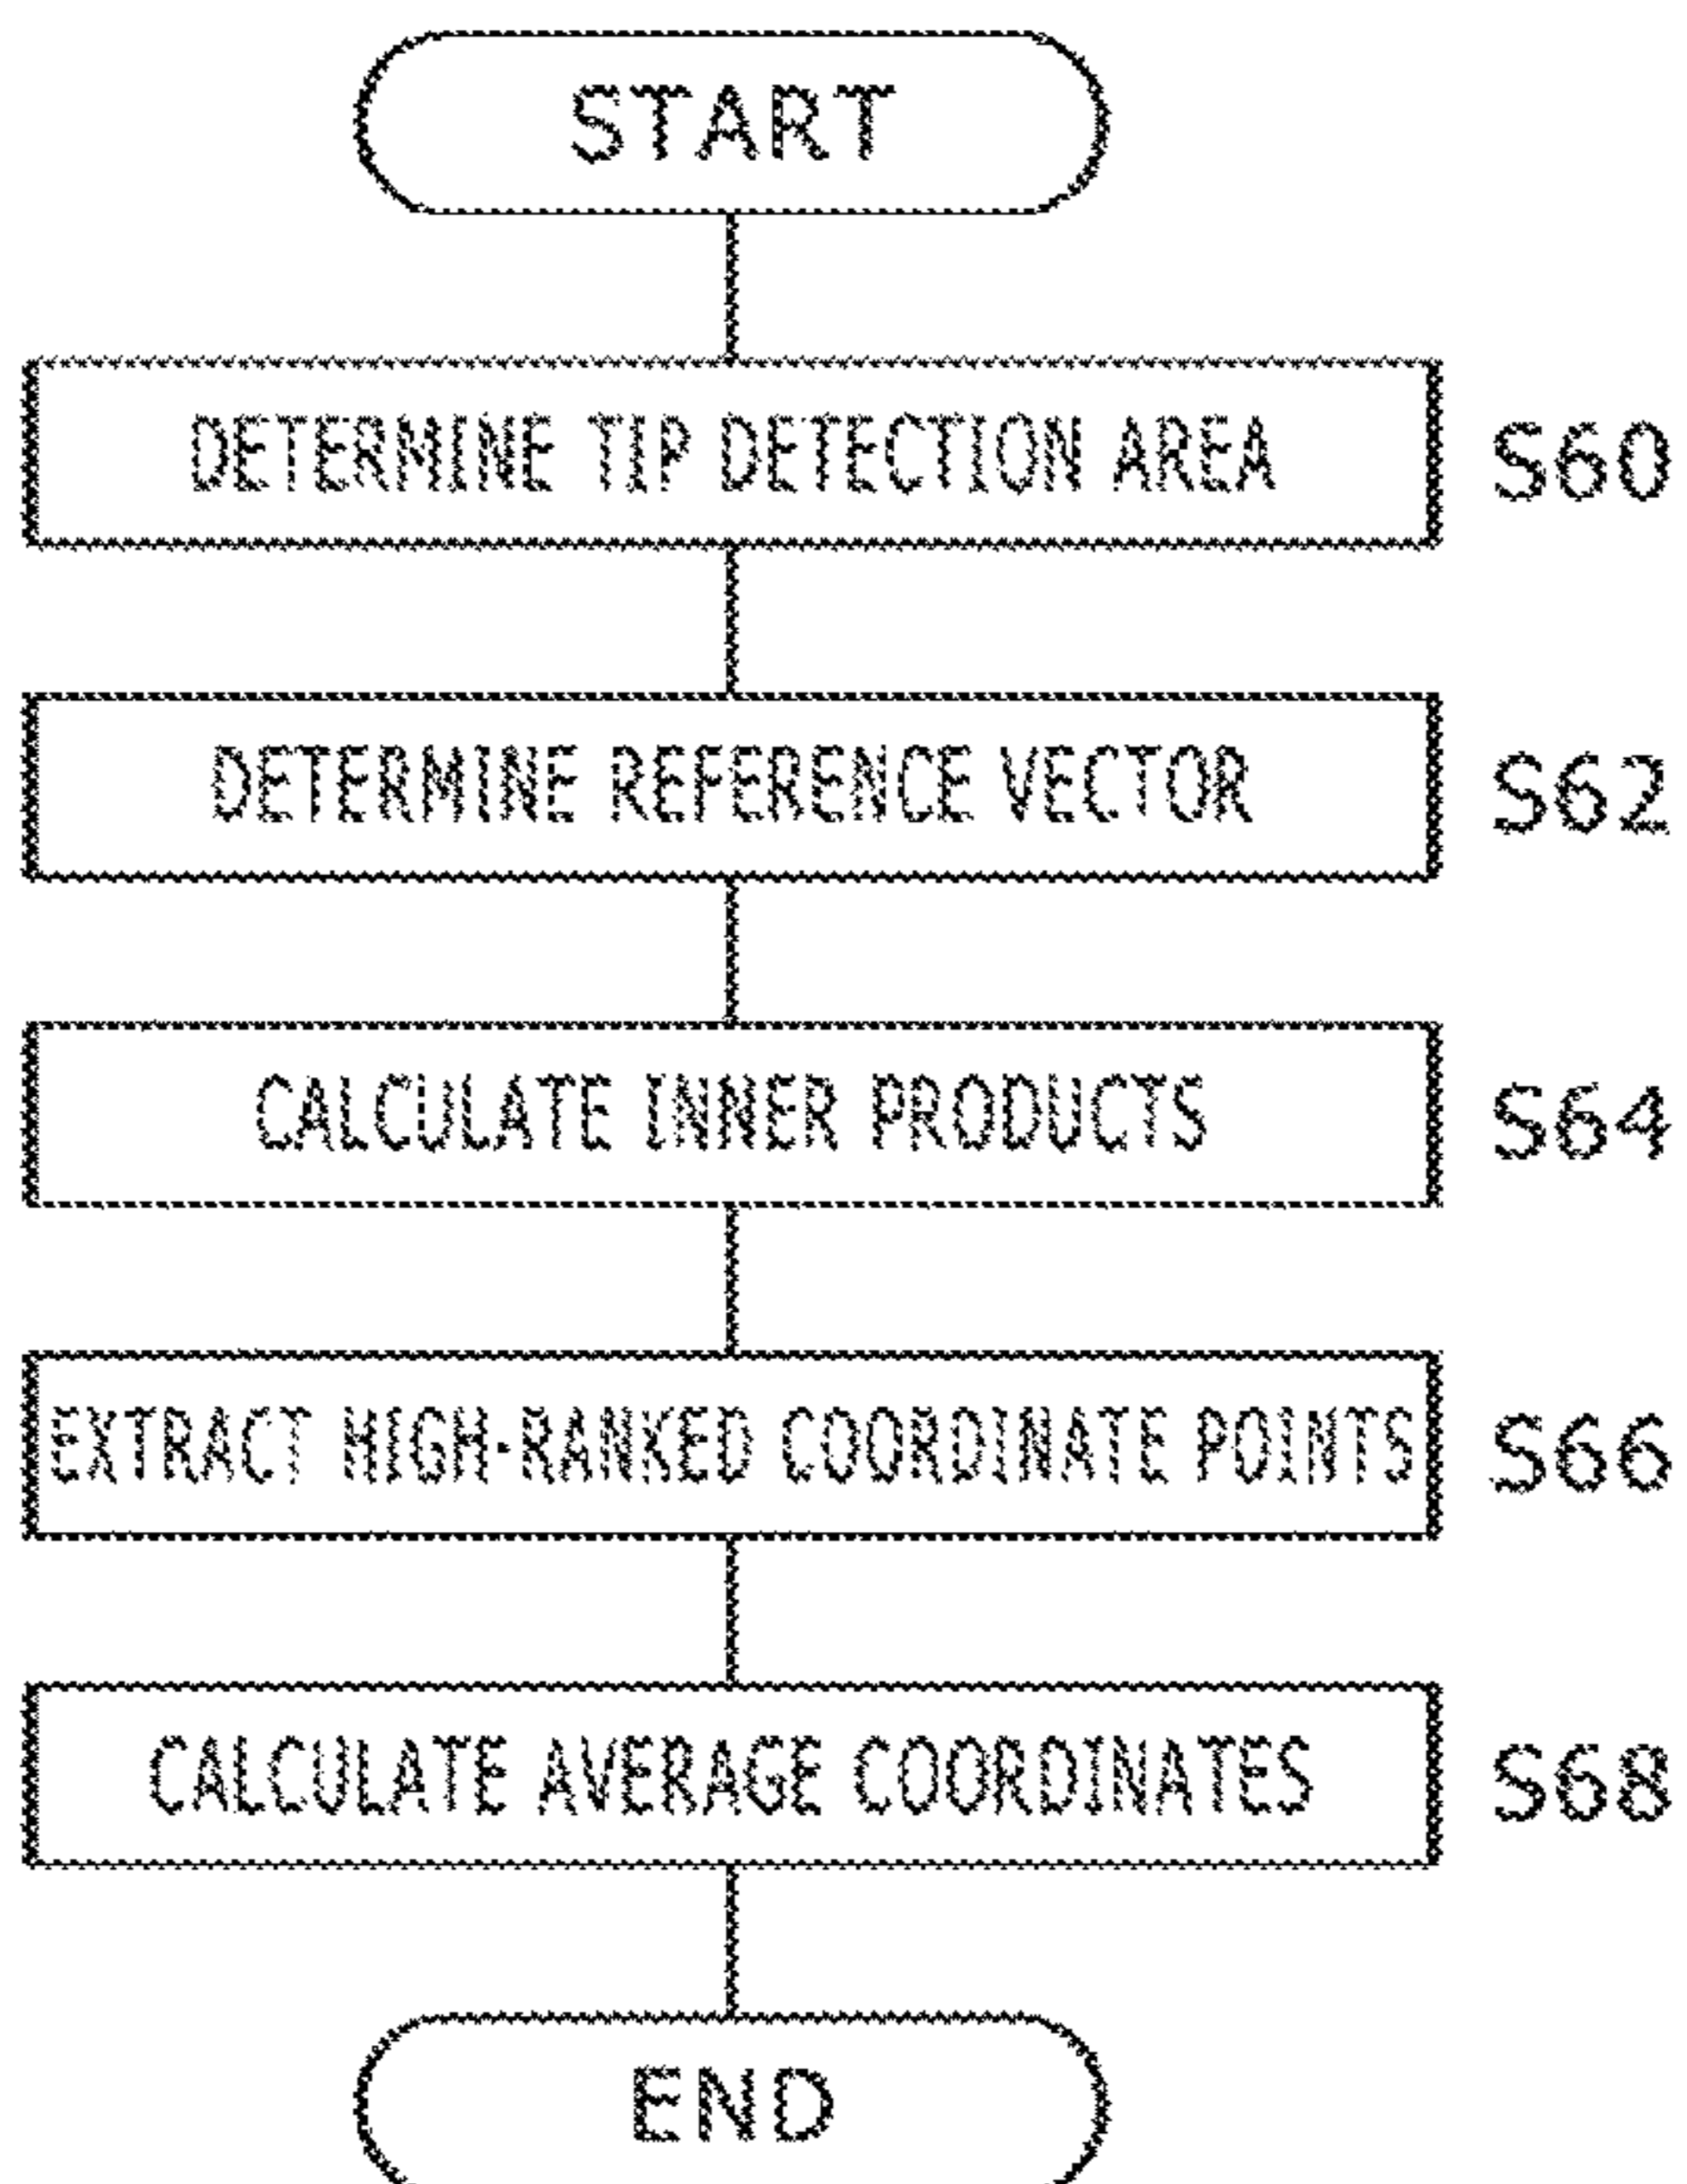 START
DETERMINE TIP DETECTION AREA S60
DETERMINE REFERENCE VECTOR S62
CALCULATE INNER PRODUCTS S64
EXTRACT HIGH-RANKED COORDINATE POINTS S66
CALCULATE AVERAGE COORDINATES S68
END